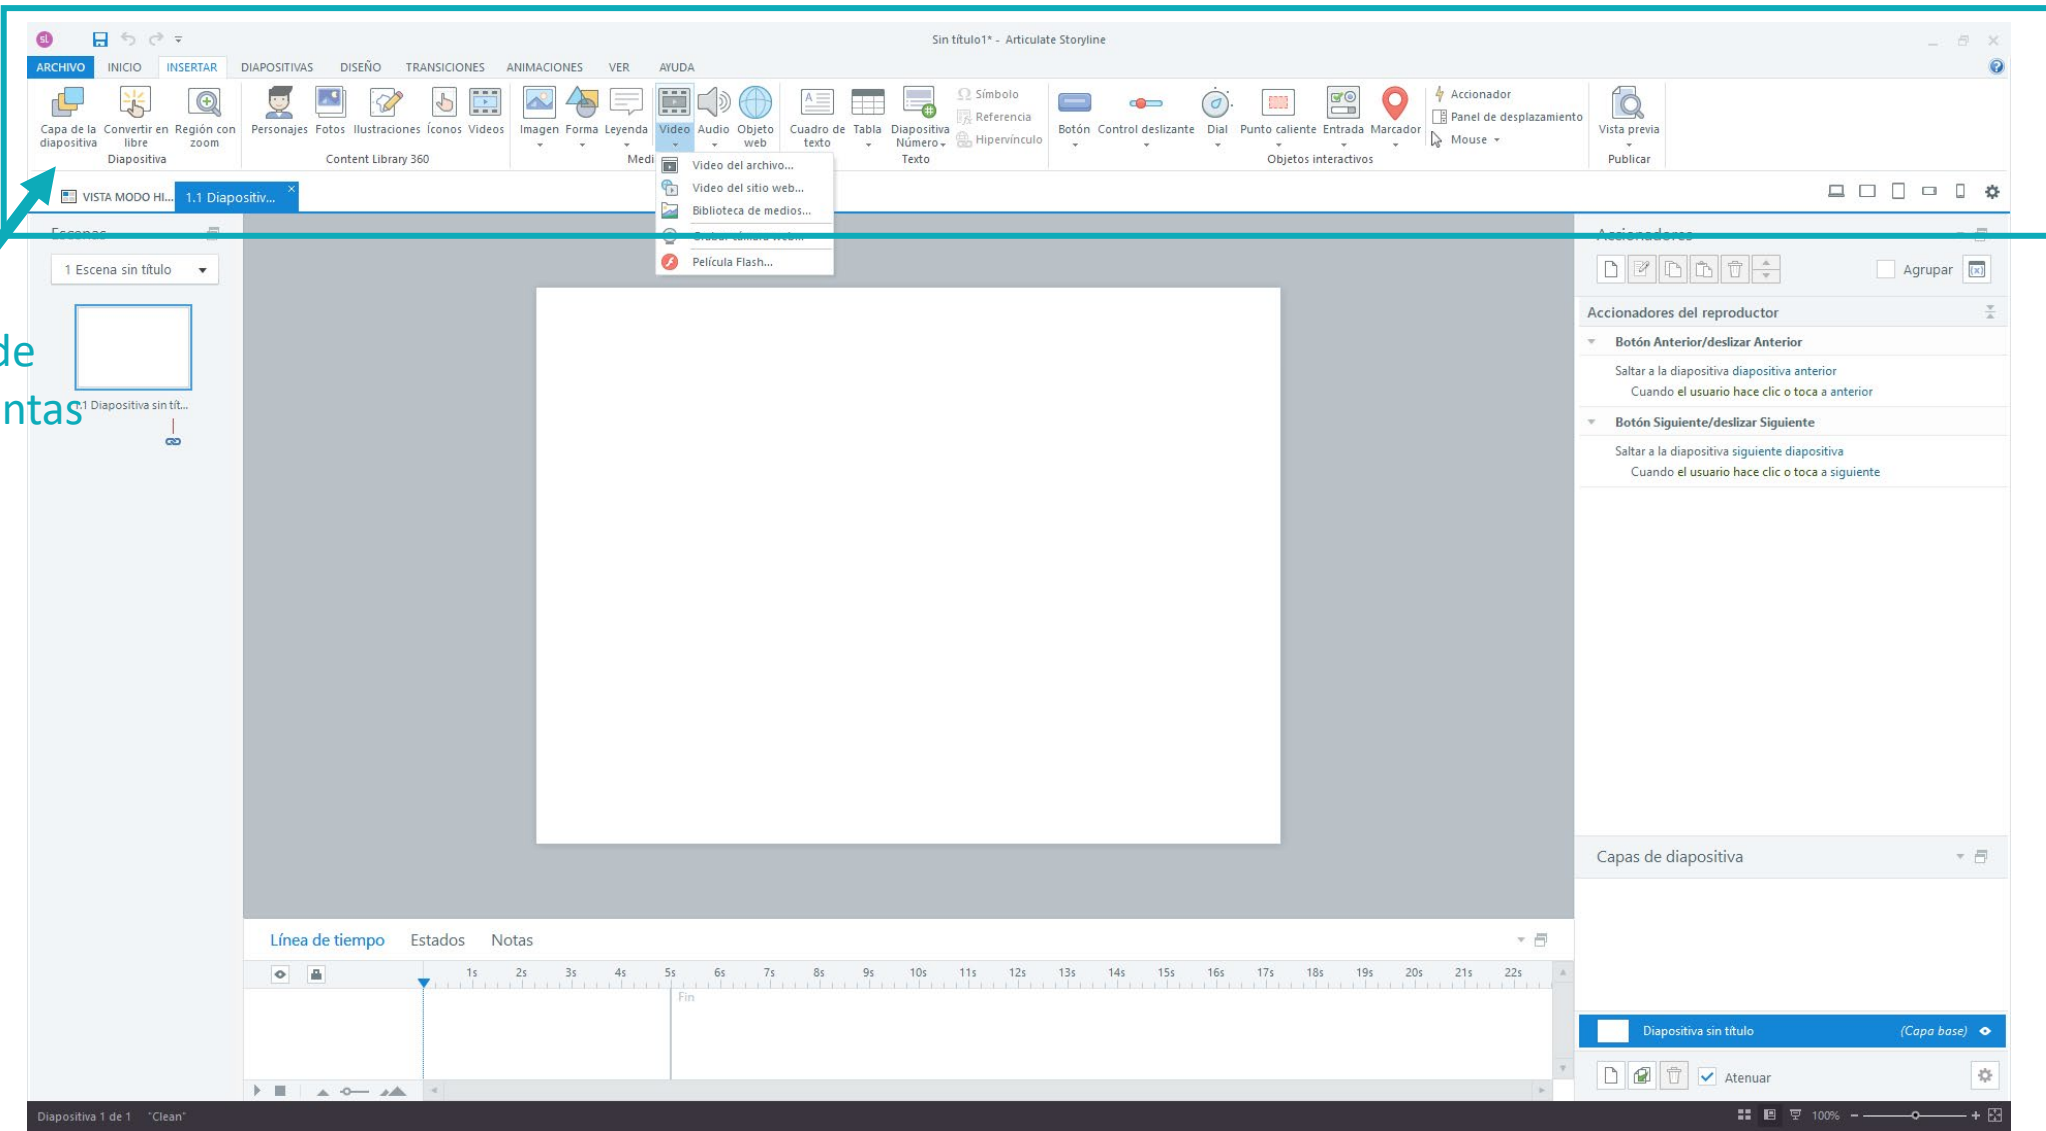 Sin título1* - Articulate Storyline
ARCHIVO INICIO INSERTAR DIAPOSITIVAS DISEÑO TRANSICIONES ANIMACIONES VER AYUDA
Capa de la diapositiva
Convertir en libre
Región con zoom
Diapositiva
Personajes Fotos Ilustraciones Íconos Videos
Content Library 360
Imagen Forma Leyenda Video Audio Objeto web
Medi
Cuadro de texto
Tabla
Diapositiva Número
Símbolo
Referencia
Hipervínculo
Texto
Botón Control deslizante Dial Punto caliente Entrada Marcador
Accionador
Panel de desplazamiento
Mouse
Objetos interactivos
Vista previa
Publicar
Video del archivo...
Video del sitio web...
Biblioteca de medios...
Grabar cámara web...
Película Flash...
VISTA MODO HI... 1.1 Diapositiv...
Escenas
1 Escena sin título
de
ntas
1.1 Diapositiva sin tít...
Accionadores
Agrupar
Accionadores del reproductor
Botón Anterior/deslizar Anterior
Saltar a la diapositiva diapositiva anterior
Cuando el usuario hace clic o toca a anterior
Botón Siguiente/deslizar Siguiente
Saltar a la diapositiva siguiente diapositiva
Cuando el usuario hace clic o toca a siguiente
Capas de diapositiva
Diapositiva sin título (Capa base)
Atenuar
Línea de tiempo Estados Notas
1s 2s 3s 4s 5s 6s 7s 8s 9s 10s 11s 12s 13s 14s 15s 16s 17s 18s 19s 20s 21s 22s
Fin
Diapositiva 1 de 1 "Clean" 100%